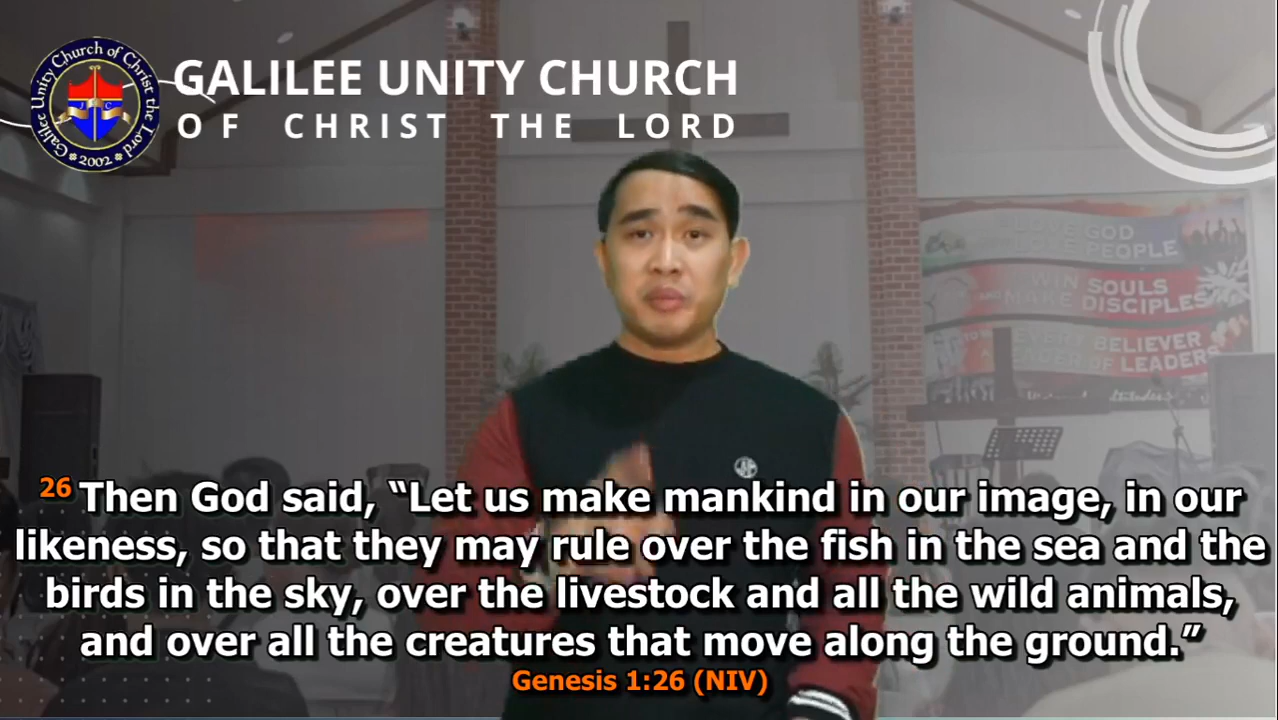 Galilee Unity Church of Christ the Lord
J C
2002
GALILEE UNITY CHURCH
OF CHRIST THE LORD
GOD
PEOPLE
WIN SOULS
MAKE DISCIPLES
EVERY BELIEVER
LEADER OF LEADERS
26 Then God said, “Let us make mankind in our image, in our
likeness, so that they may rule over the fish in the sea and the
birds in the sky, over the livestock and all the wild animals,
and over all the creatures that move along the ground.”
Genesis 1:26 (NIV)